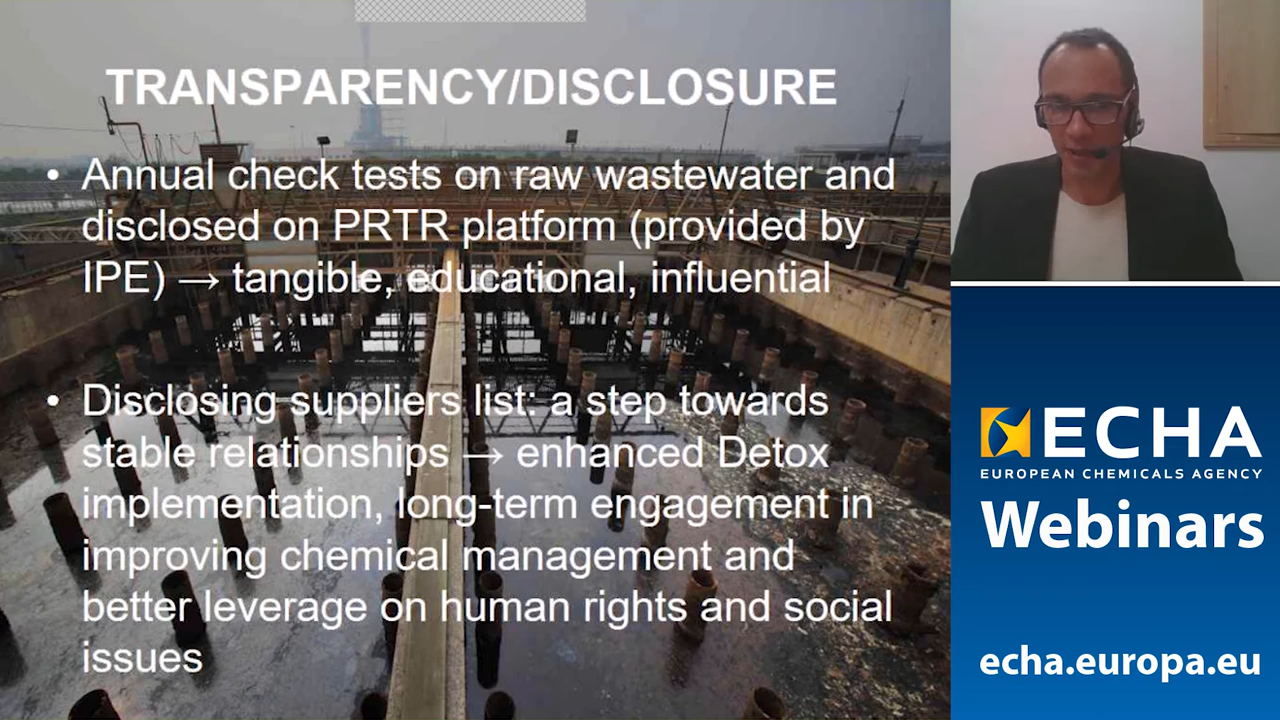 TRANSPARENCY/DISCLOSURE
• Annual check tests on raw wastewater and
disclosed on PRTR platform (provided by
IPE) → tangible, educational, influential
• Disclosing suppliers list: a step towards
stable relationships → enhanced Detox
implementation, long-term engagement in
improving chemical management and
better leverage on human rights and social
issues
ECHA
EUROPEAN CHEMICALS AGENCY
Webinars
echa.europa.eu